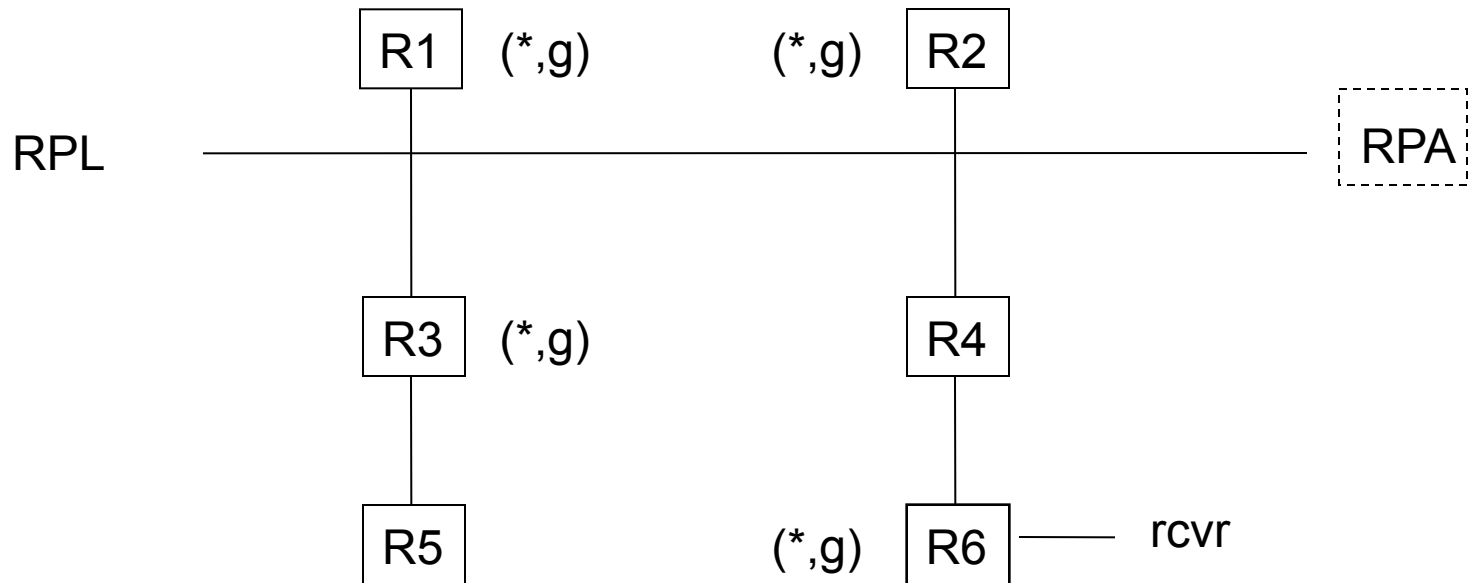 R1 (*,g) (*,g) R2
RPL RPA
R3 (*,g) R4
R5 (*,g) R6 rcvr